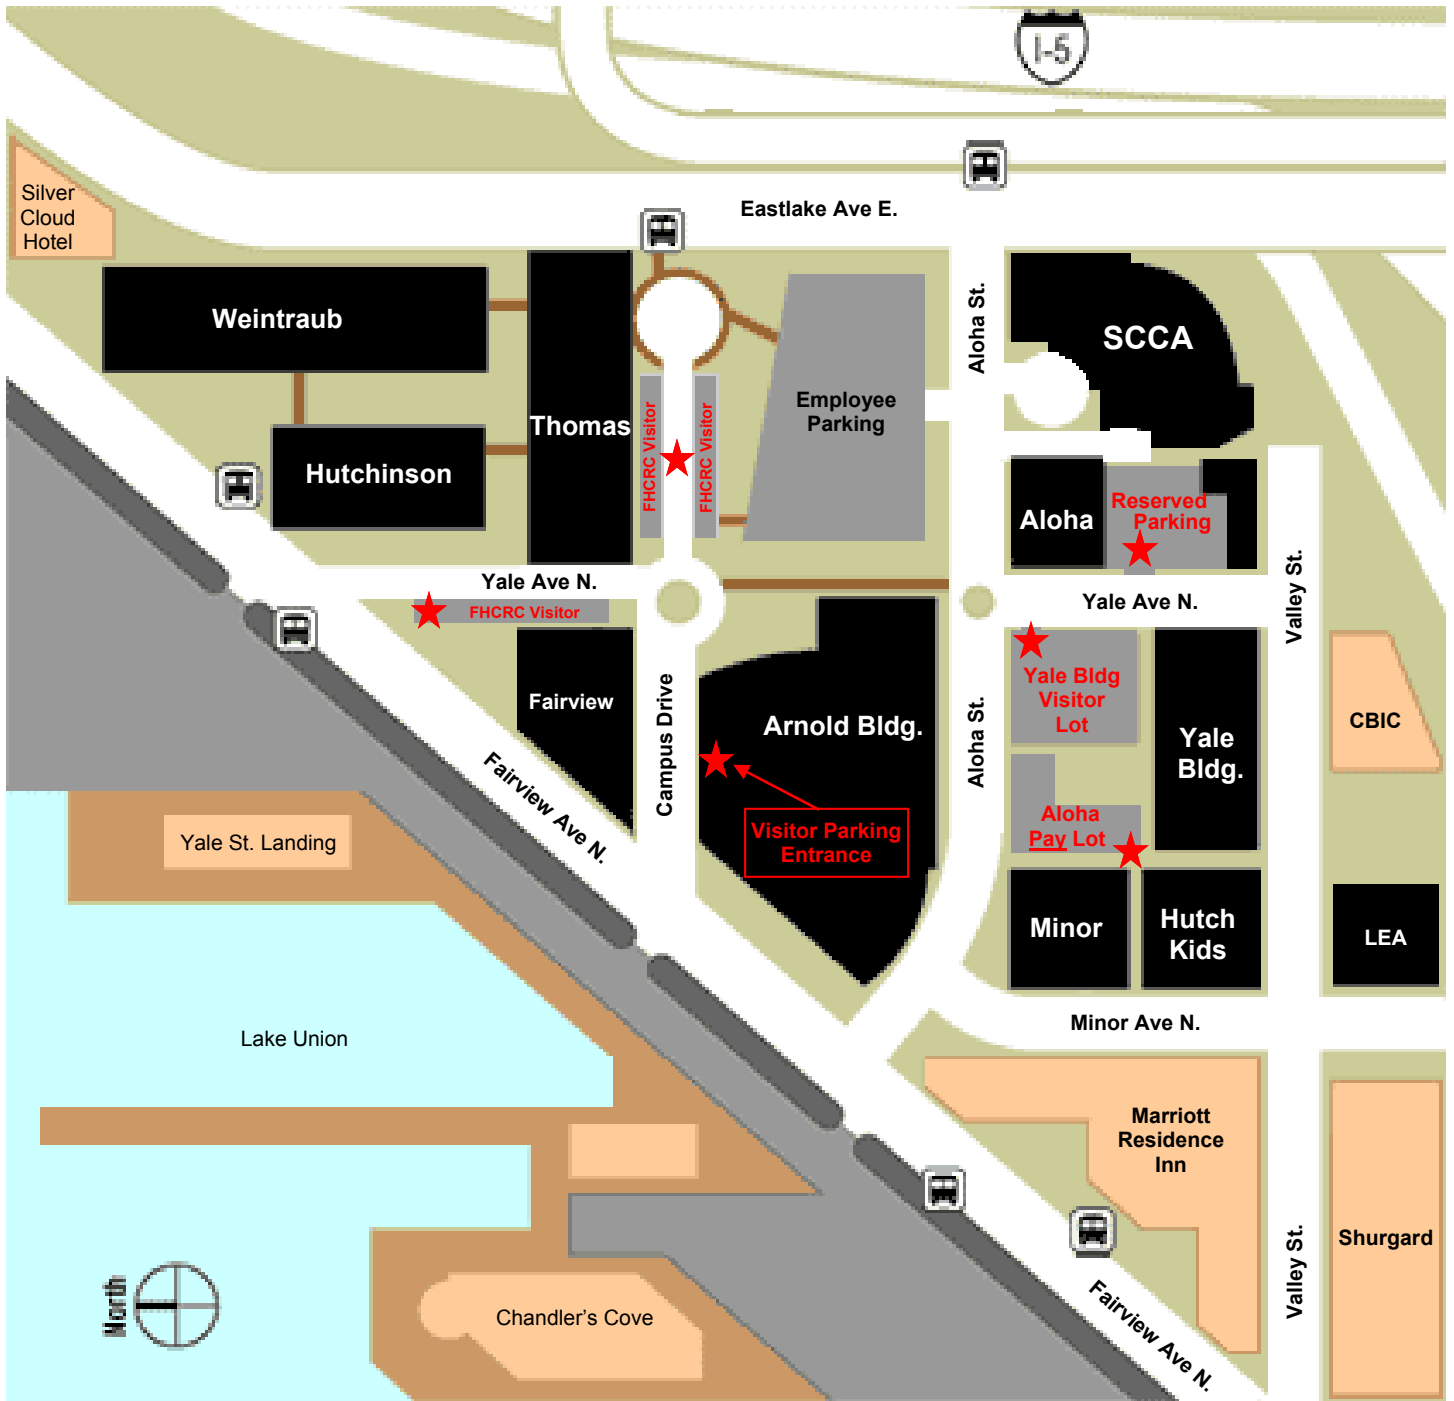 I-5
Silver
Cloud
Hotel
Eastlake Ave E.
Weintraub
Aloha St.
SCCA
Thomas
FHCRC Visitor
FHCRC Visitor
Employee
Parking
Hutchinson
Aloha
Reserved
Parking
Yale Ave N.
FHCRC Visitor
Yale Ave N.
Valley St.
Fairview
Campus Drive
Arnold Bldg.
Aloha St.
Yale Bldg
Visitor
Lot
Yale
Bldg.
CBIC
Fairview Ave N.
Visitor Parking
Entrance
Aloha
Pay Lot
Yale St. Landing
Minor
Hutch
Kids
LEA
Lake Union
Minor Ave N.
Marriott
Residence
Inn
Shurgard
Valley St.
North
Chandler's Cove
Fairview Ave N.